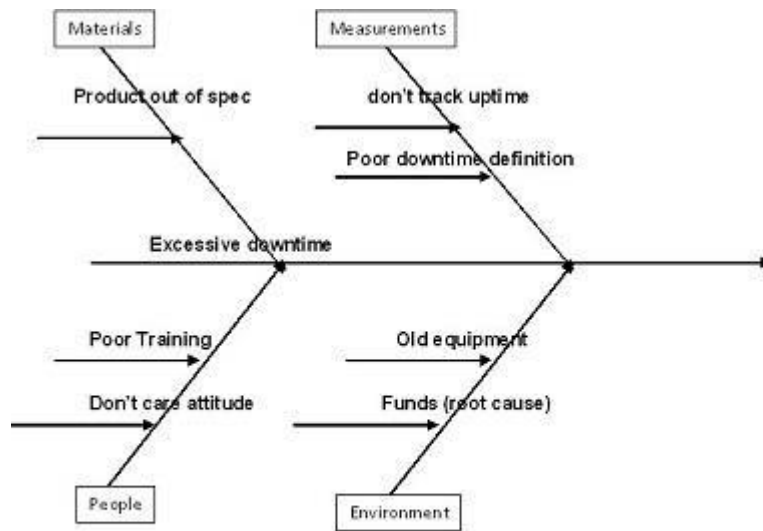 Materials
Measurements
Product out of spec
don't track uptime
Poor downtime definition
Excessive downtime
Poor Training
Old equipment
Don't care attitude
Funds (root cause)
People
Environment